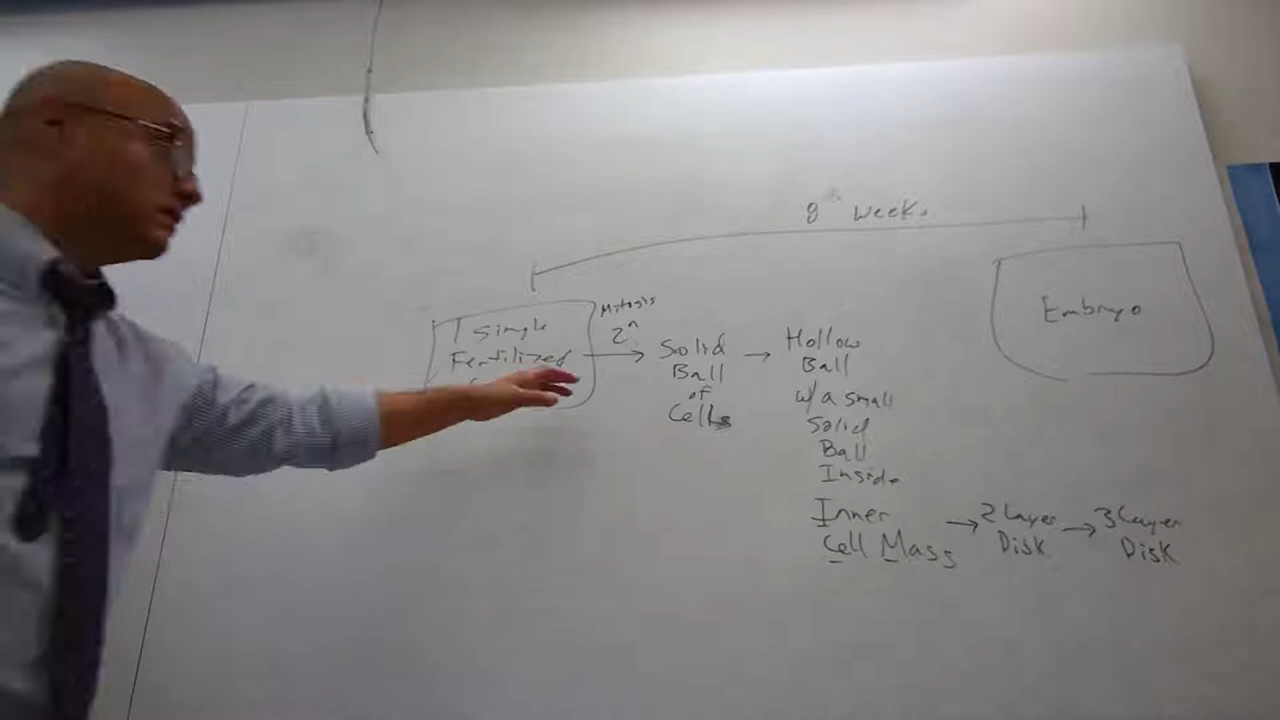 8 weeks
1 Single
Fertilized
Mitosis
2ⁿ
Solid
Ball
of
Cells
Hollow
Ball
w/a small
Solid
Ball
Inside
Inner
Cell Mass
2 Layer
Disk
3 Layer
Disk
Embryo